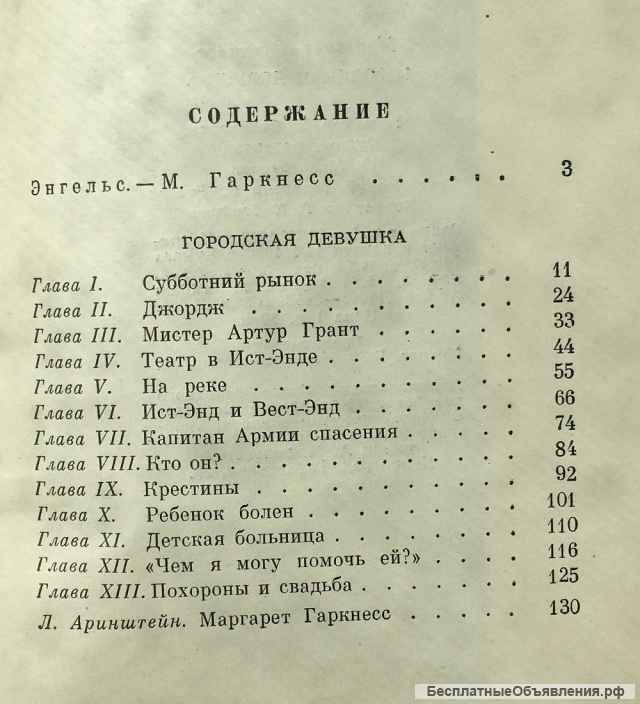 СОДЕРЖАНИЕ
Энгельс. — М. Гаркнесс . . . . . . 3
ГОРОДСКАЯ ДЕВУШКА
Глава I. Субботний рынок . . . . . . . . 11
Глава II. Джордж . . . . . . . . . . . 24
Глава III. Мистер Артур Грант . . . . . . 33
Глава IV. Театр в Ист-Энде . . . . . . . . 44
Глава V. На реке . . . . . . . . . . . 55
Глава VI. Ист-Энд и Вест-Энд . . . . . . . 66
Глава VII. Капитан Армии спасения . . . . . 74
Глава VIII. Кто он? . . . . . . . . . . . . 84
Глава IX. Крестины . . . . . . . . . . . 92
Глава X. Ребенок болен . . . . . . . . . 101
Глава XI. Детская больница . . . . . . . . 110
Глава XII. «Чем я могу помочь ей?» . . . . 116
Глава XIII. Похороны и свадьба . . . . . . . 125
Л. Аринштейн. Маргарет Гаркнесс . . . . . 130
БесплатныеОбъявления.рф